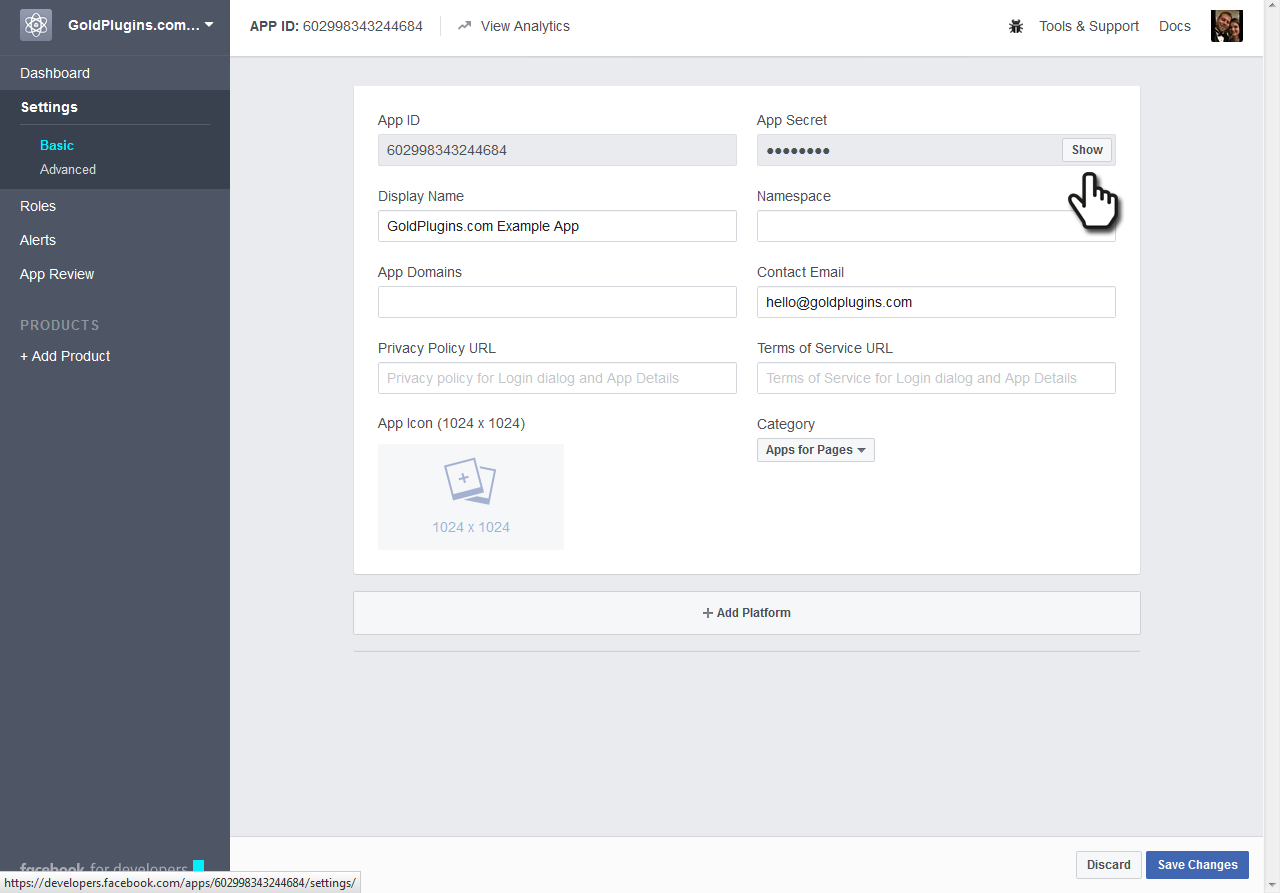 GoldPlugins.com...
APP ID: 602998343244684
View Analytics
Tools & Support
Docs
Dashboard
Settings
Basic
Advanced
Roles
Alerts
App Review
PRODUCTS
+ Add Product
App ID
602998343244684
App Secret
●●●●●●●●
Show
Display Name
GoldPlugins.com Example App
Namespace
App Domains
Contact Email
hello@goldplugins.com
Privacy Policy URL
Privacy policy for Login dialog and App Details
Terms of Service URL
Terms of Service for Login dialog and App Details
App Icon (1024 x 1024)
1024 x 1024
Category
Apps for Pages
+ Add Platform
facebook for developers
Discard
Save Changes
https://developers.facebook.com/apps/602998343244684/settings/